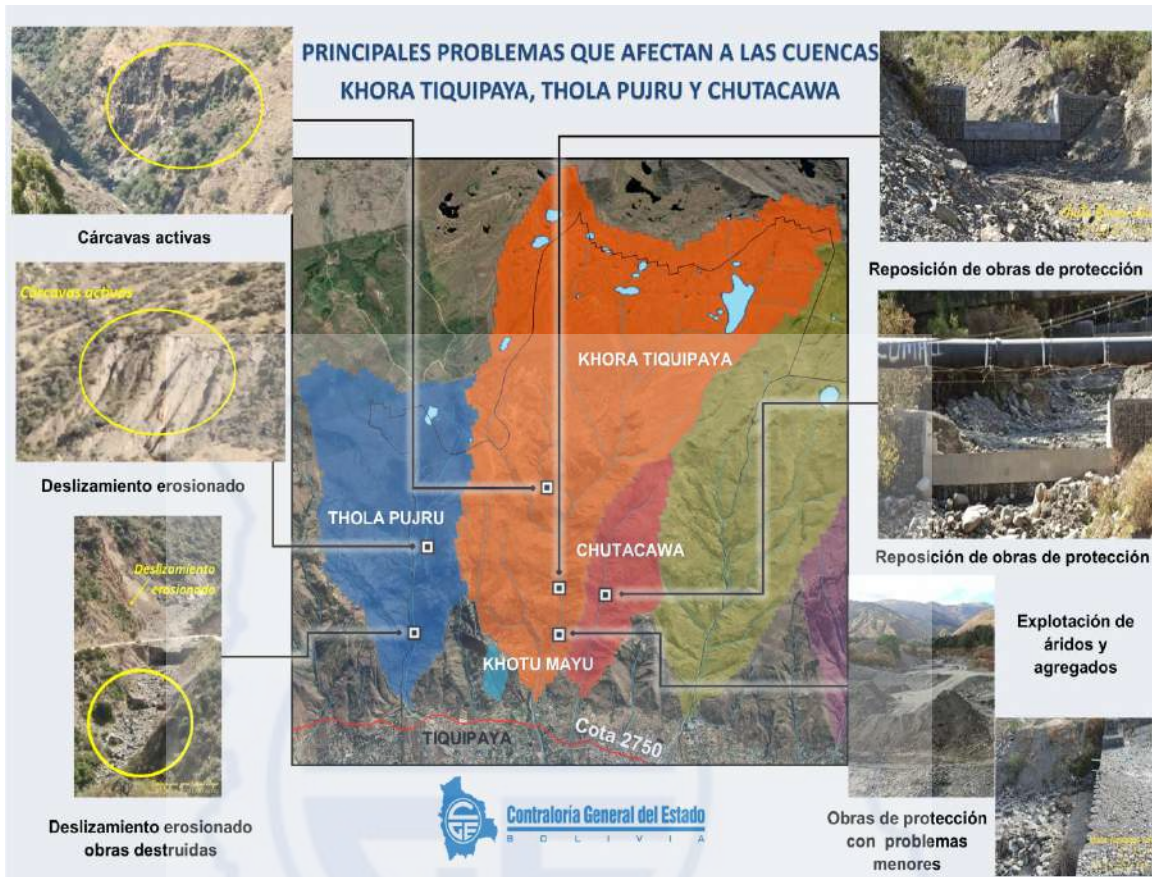 PRINCIPALES PROBLEMAS QUE AFECTAN A LAS CUENCAS
KHORA TIQUIPAYA, THOLA PUJRU Y CHUTACAWA
Cárcavas activas
Cárcavas activas
Deslizamiento erosionado
Deslizamiento
erosionado
Deslizamiento erosionado
obras destruidas
KHORA TIQUIPAYA
THOLA PUJRU
CHUTACAWA
KHOTU MAYU
TIQUIPAYA
Cota 2750
Reposición de obras de protección
Reposición de obras de protección
Explotación de
áridos y
agregados
Obras de protección
con problemas
menores
Contraloría General del Estado
BOLIVIA